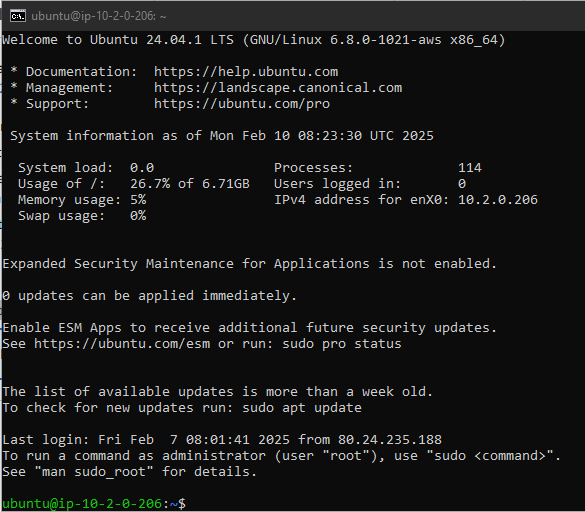 ubuntu@ip-10-2-0-206: ~
Welcome to Ubuntu 24.04.1 LTS (GNU/Linux 6.8.0-1021-aws x86_64)
* Documentation:  https://help.ubuntu.com
* Management:     https://landscape.canonical.com
* Support:        https://ubuntu.com/pro
System information as of Mon Feb 10 08:23:30 UTC 2025
System load:  0.0               Processes:             114
Usage of /:   26.7% of 6.71GB   Users logged in:       0
Memory usage: 5%                IPv4 address for enX0: 10.2.0.206
Swap usage:   0%
Expanded Security Maintenance for Applications is not enabled.
0 updates can be applied immediately.
Enable ESM Apps to receive additional future security updates.
See https://ubuntu.com/esm or run: sudo pro status
The list of available updates is more than a week old.
To check for new updates run: sudo apt update
Last login: Fri Feb  7 08:01:41 2025 from 80.24.235.188
To run a command as administrator (user "root"), use "sudo <command>".
See "man sudo_root" for details.
ubuntu@ip-10-2-0-206:~$